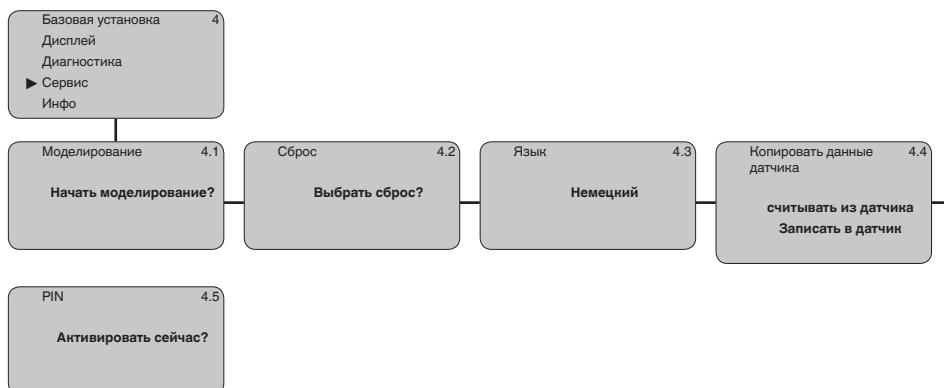 Базовая установка 4
Дисплей
Диагностика
▶ Сервис
Инфо
Моделирование 4.1
Начать моделирование?
Сброс 4.2
Выбрать сброс?
Язык 4.3
Немецкий
Копировать данные 4.4
датчика
считывать из датчика
Записать в датчик
PIN 4.5
Активировать сейчас?